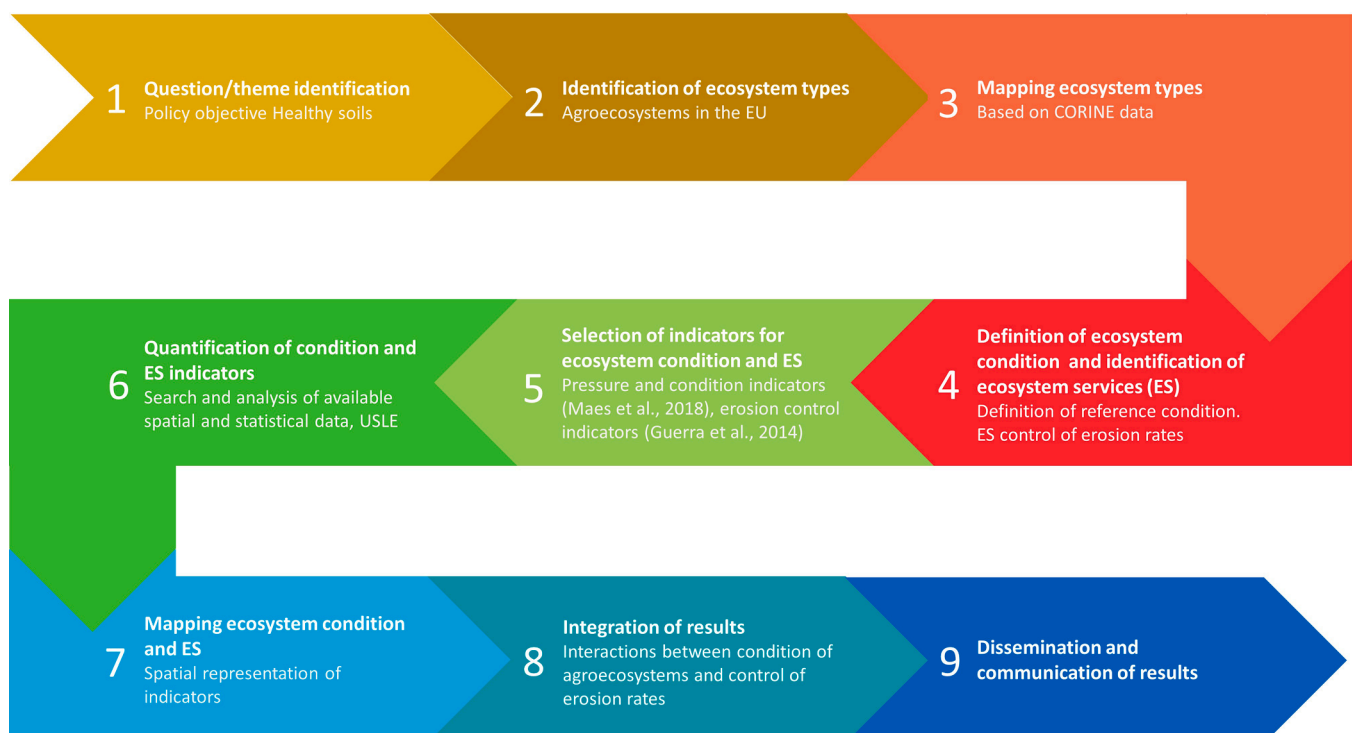 1
Question/theme identification
Policy objective Healthy soils
2
Identification of ecosystem types
Agroecosystems in the EU
3
Mapping ecosystem types
Based on CORINE data
4
Definition of ecosystem
condition and identification of
ecosystem services (ES)
Definition of reference condition.
ES control of erosion rates
5
Selection of indicators for
ecosystem condition and ES
Pressure and condition indicators
(Maes et al., 2018), erosion control
indicators (Guerra et al., 2014)
6
Quantification of condition and
ES indicators
Search and analysis of available
spatial and statistical data, USLE
7
Mapping ecosystem condition
and ES
Spatial representation of
indicators
8
Integration of results
Interactions between condition of
agroecosystems and control of
erosion rates
9
Dissemination and
communication of results